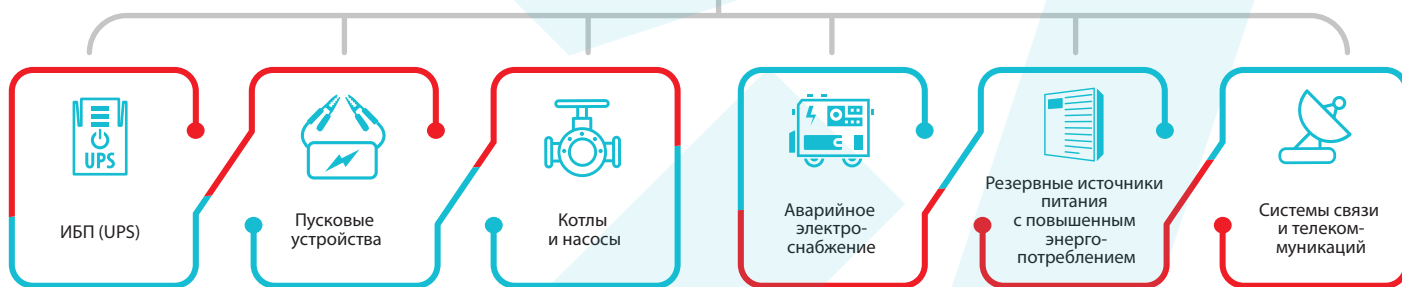 UPS
ИБП (UPS)
Пусковые
устройства
Котлы
и насосы
Аварийное
электро-
снабжение
Резервные источники
питания
с повышенным
энерго-
потреблением
Системы связи
и телеком-
муникаций